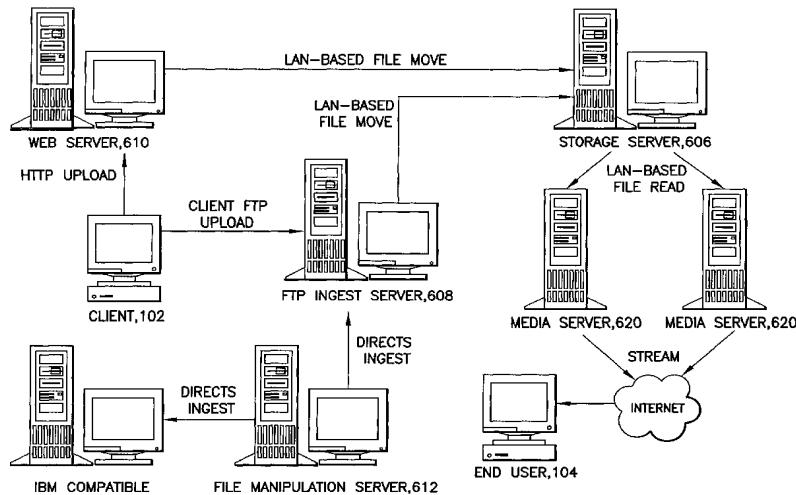 LAN-BASED FILE MOVE
LAN-BASED
FILE MOVE
WEB SERVER,610
STORAGE SERVER,606
HTTP UPLOAD
LAN-BASED
FILE READ
CLIENT FTP
UPLOAD
CLIENT,102
FTP INGEST SERVER,608
MEDIA SERVER,620
MEDIA SERVER,620
DIRECTS
INGEST
STREAM
DIRECTS
INGEST
INTERNET
END USER,104
IBM COMPATIBLE
FILE MANIPULATION SERVER,612